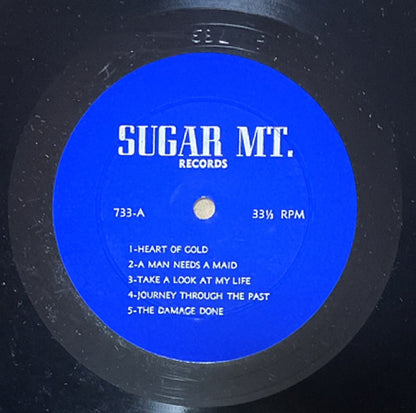 SUGAR MT.
RECORDS
733-A 33⅓ RPM
1-HEART OF GOLD
2-A MAN NEEDS A MAID
3-TAKE A LOOK AT MY LIFE
4-JOURNEY THROUGH THE PAST
5-THE DAMAGE DONE